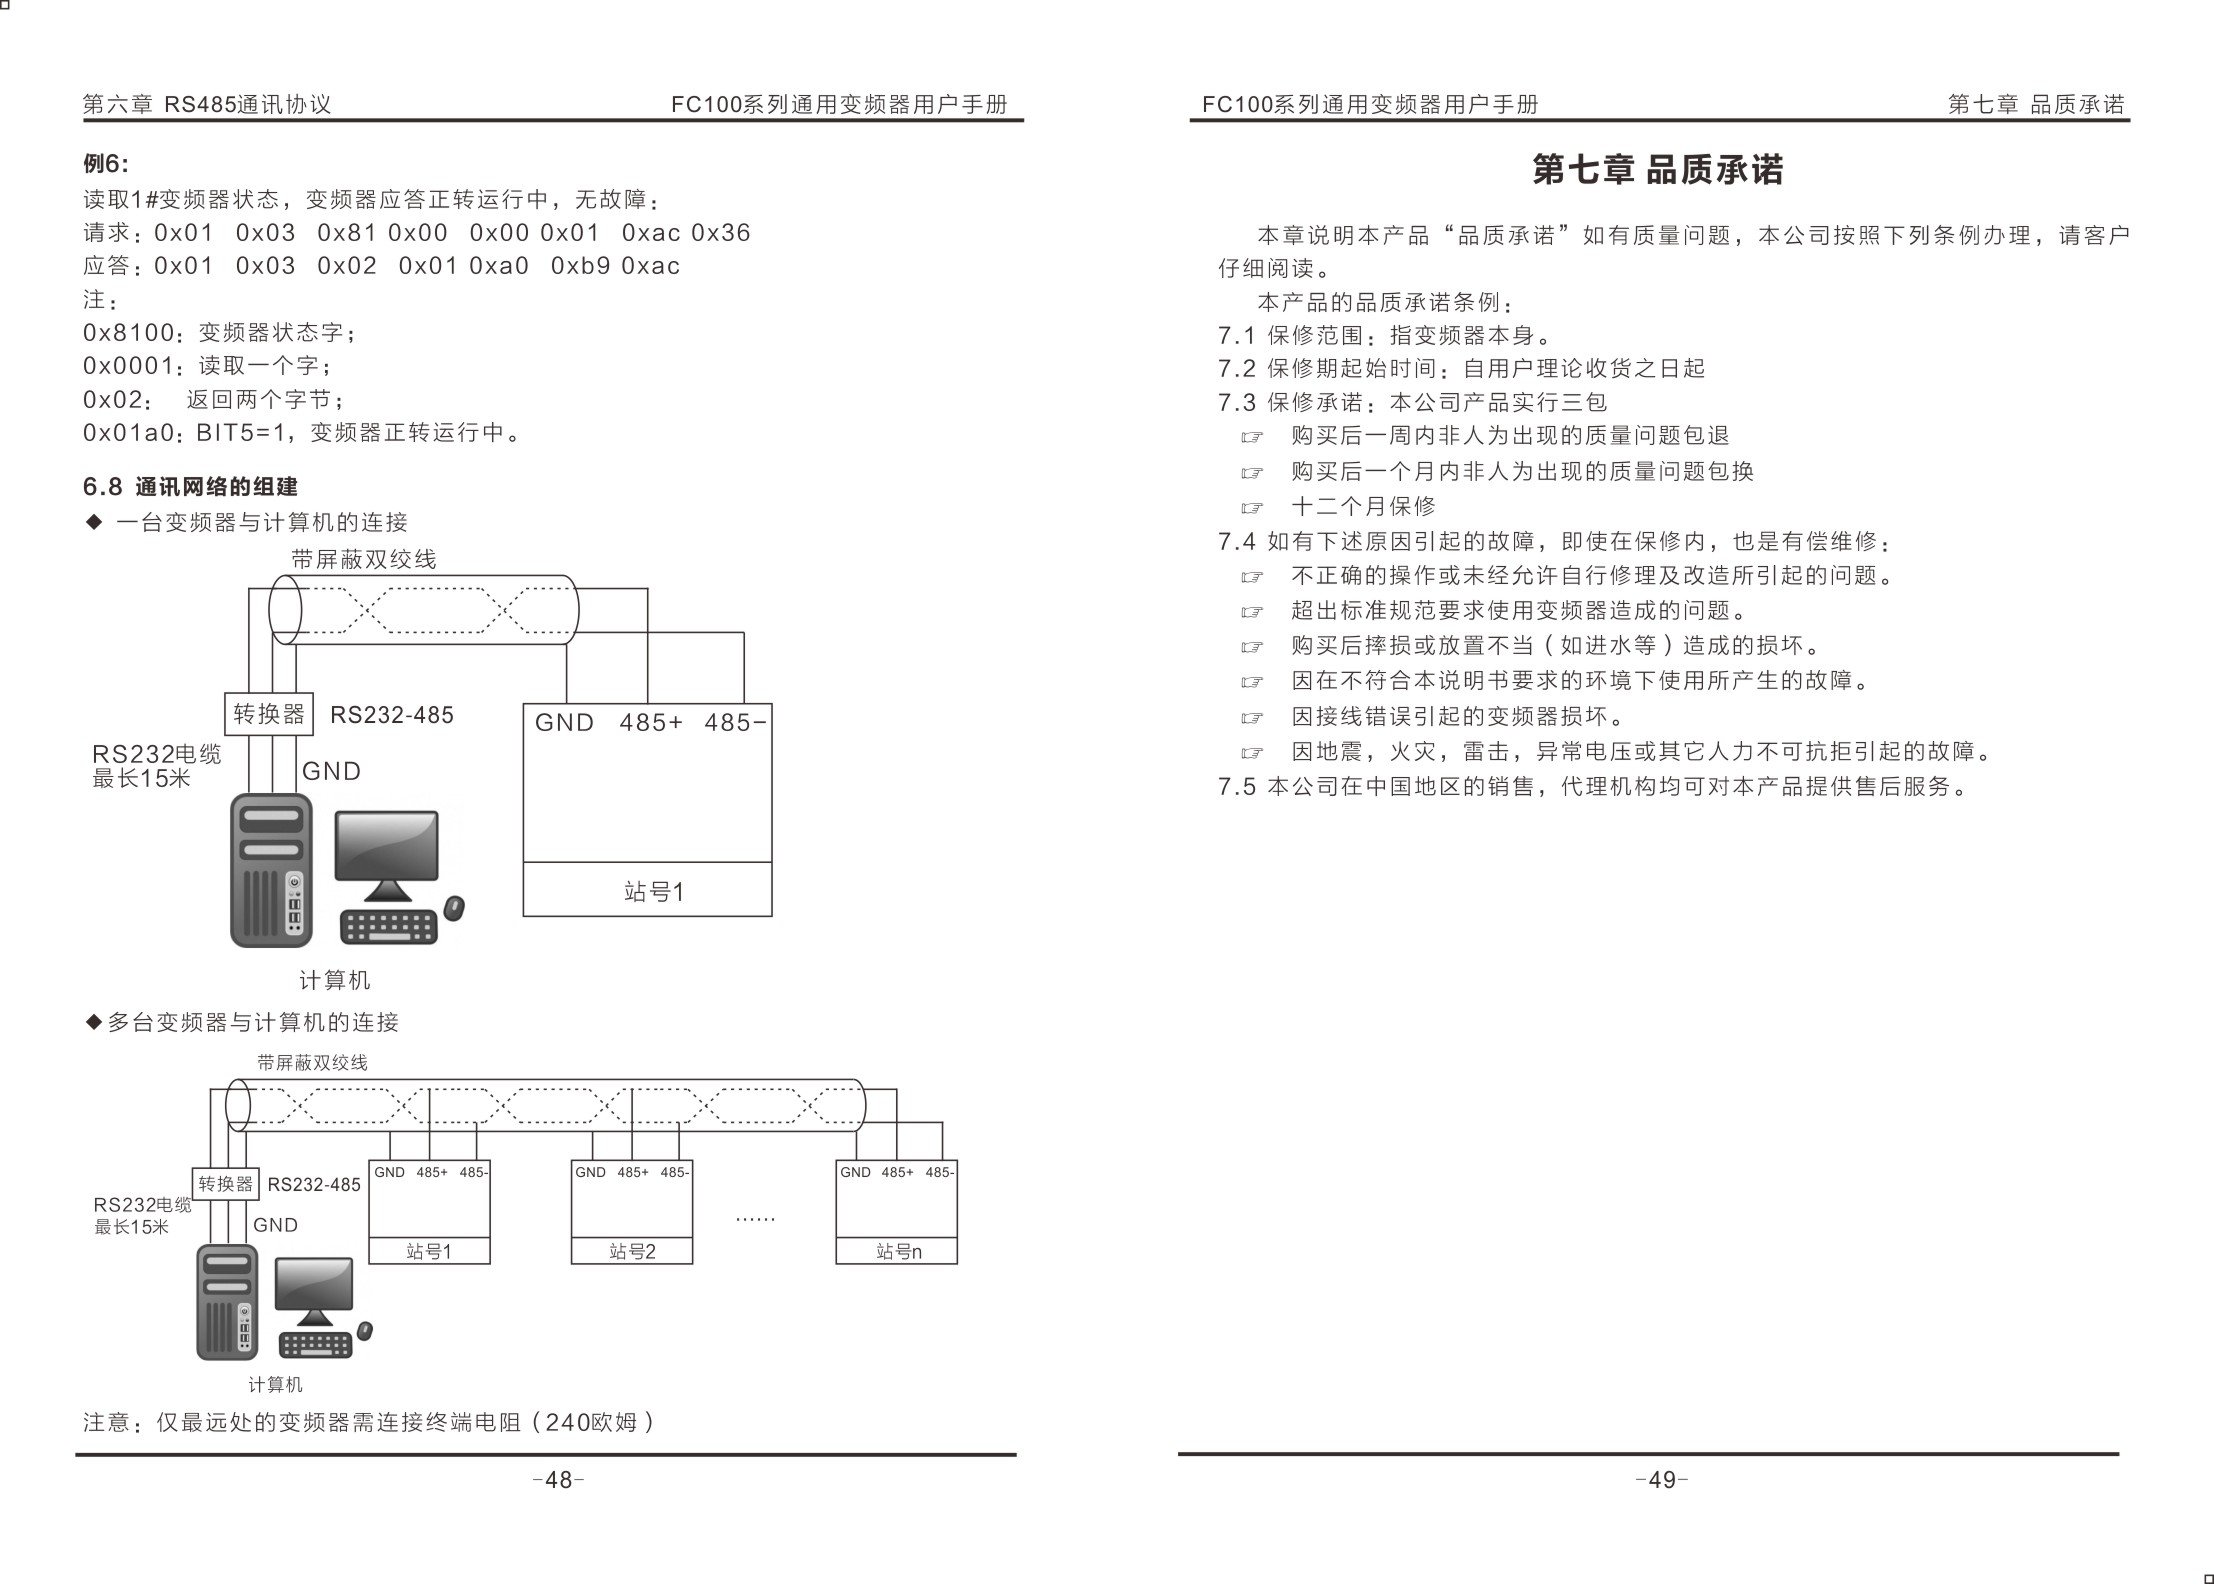 第六章 RS485通讯协议 FC100系列通用变频器用户手册
例6:
读取1#变频器状态，变频器应答正转运行中，无故障：
请求：0x01 0x03 0x81 0x00 0x00 0x01 0xac 0x36
应答：0x01 0x03 0x02 0x01 0xa0 0xb9 0xac
注：
0x8100：变频器状态字；
0x0001：读取一个字；
0x02： 返回两个字节；
0x01a0：BIT5=1，变频器正转运行中。
6.8 通讯网络的组建
◆ 一台变频器与计算机的连接
带屏蔽双绞线
转换器 RS232-485
GND 485+ 485−
RS232电缆
最长15米
GND
站号1
计算机
◆多台变频器与计算机的连接
带屏蔽双绞线
GND 485+ 485- GND 485+ 485- GND 485+ 485-
转换器 RS232-485
RS232电缆
最长15米
GND
······
站号1 站号2 站号n
计算机
注意：仅最远处的变频器需连接终端电阻（240欧姆）
-48-
FC100系列通用变频器用户手册 第七章 品质承诺
第七章 品质承诺
本章说明本产品“品质承诺”如有质量问题，本公司按照下列条例办理，请客户
仔细阅读。
本产品的品质承诺条例：
7.1 保修范围：指变频器本身。
7.2 保修期起始时间：自用户理论收货之日起
7.3 保修承诺：本公司产品实行三包
☞ 购买后一周内非人为出现的质量问题包退
☞ 购买后一个月内非人为出现的质量问题包换
☞ 十二个月保修
7.4 如有下述原因引起的故障，即使在保修内，也是有偿维修：
☞ 不正确的操作或未经允许自行修理及改造所引起的问题。
☞ 超出标准规范要求使用变频器造成的问题。
☞ 购买后摔损或放置不当（如进水等）造成的损坏。
☞ 因在不符合本说明书要求的环境下使用所产生的故障。
☞ 因接线错误引起的变频器损坏。
☞ 因地震，火灾，雷击，异常电压或其它人力不可抗拒引起的故障。
7.5 本公司在中国地区的销售，代理机构均可对本产品提供售后服务。
-49-